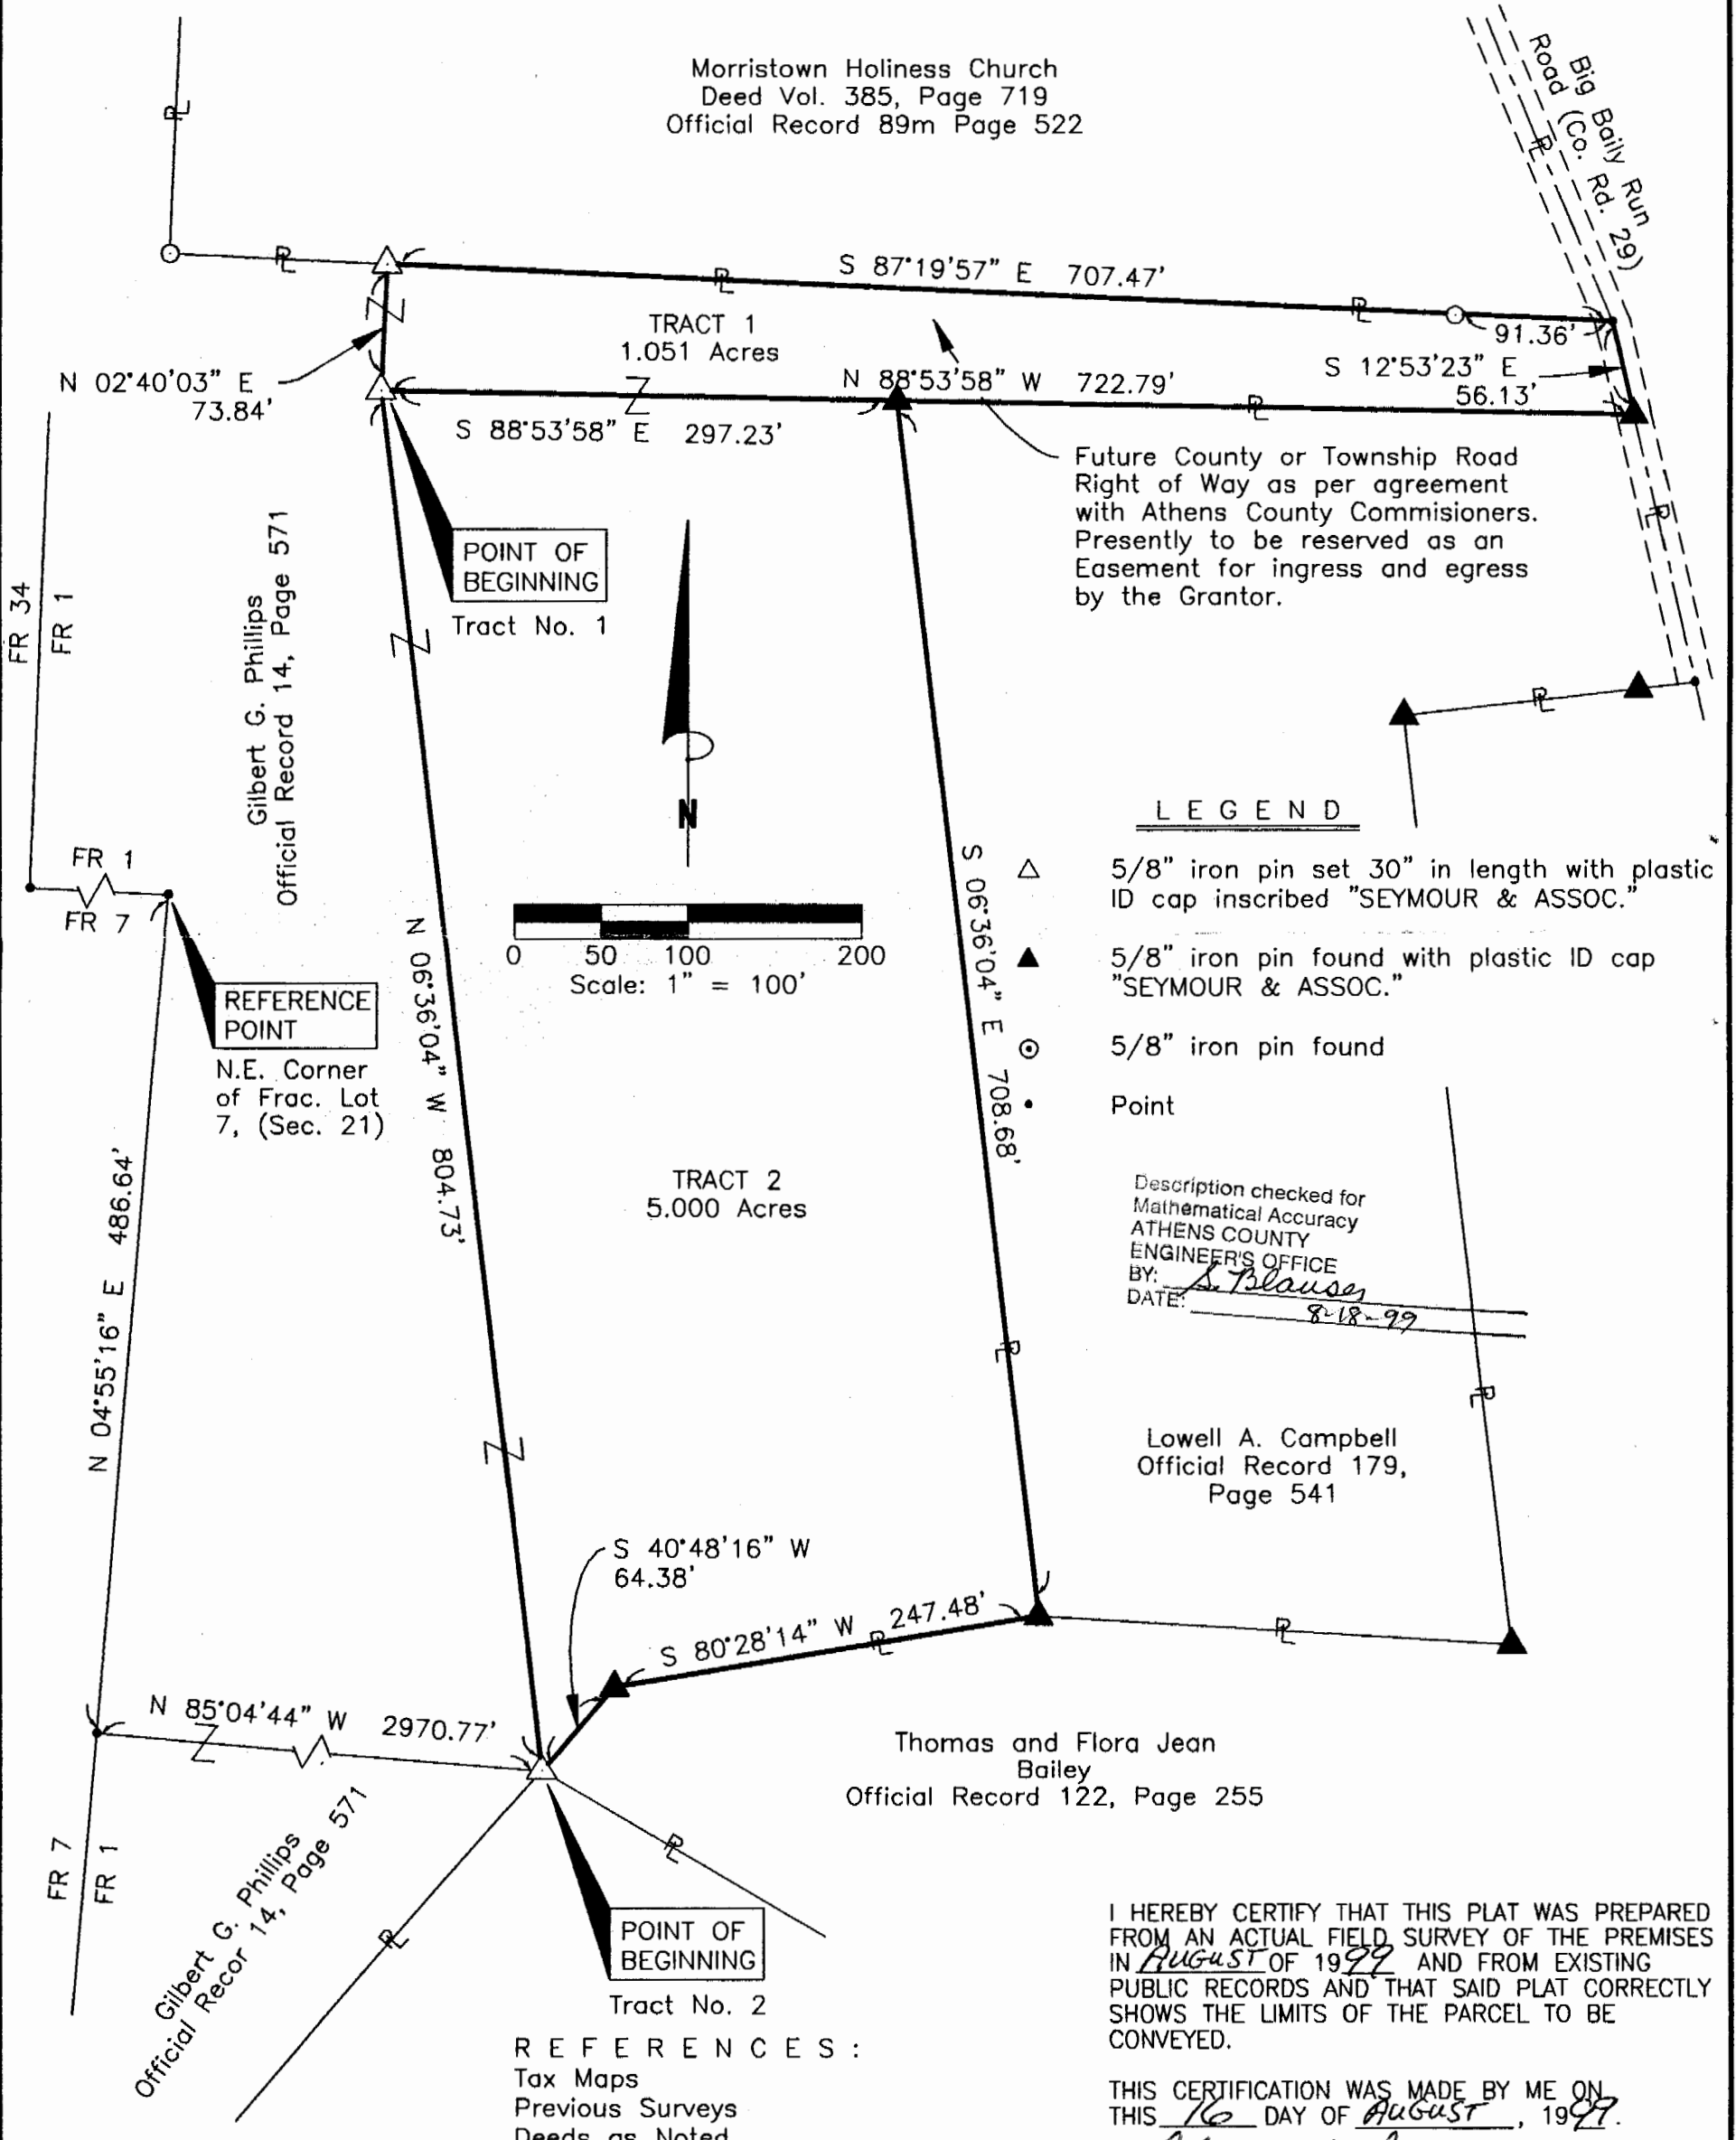 Morristown Holiness Church
Deed Vol. 385, Page 719
Official Record 89m Page 522
Big Baily Run
Road (Co. Rd. 29)
S 87°19'57" E 707.47'
91.36'
TRACT 1
1.051 Acres
S 12°53'23" E
56.13'
N 02°40'03" E
73.84'
N 88°53'58" W 722.79'
S 88°53'58" E 297.23'
Future County or Township Road
Right of Way as per agreement
with Athens County Commisioners.
Presently to be reserved as an
Easement for ingress and egress
by the Grantor.
POINT OF
BEGINNING
Tract No. 1
Gilbert G. Phillips
Official Record 14, Page 571
FR 34
FR 1
FR 1
FR 7
REFERENCE
POINT
N.E. Corner
of Frac. Lot
7, (Sec. 21)
N
0 50 100 200
Scale: 1" = 100'
N 06°36'04" W 804.73'
S 06°36'04" E 708.68'
LEGEND
5/8" iron pin set 30" in length with plastic
ID cap inscribed "SEYMOUR & ASSOC."
5/8" iron pin found with plastic ID cap
"SEYMOUR & ASSOC."
5/8" iron pin found
Point
TRACT 2
5.000 Acres
Description checked for
Mathematical Accuracy
ATHENS COUNTY
ENGINEER'S OFFICE
BY: S. Blauser
DATE: 8-18-99
N 04°55'16" E 486.64'
Lowell A. Campbell
Official Record 179,
Page 541
S 40°48'16" W
64.38'
S 80°28'14" W 247.48'
N 85°04'44" W 2970.77'
Thomas and Flora Jean
Bailey
Official Record 122, Page 255
FR 7
FR 1
Gilbert G. Phillips
Official Recor 14, Page 571
POINT OF
BEGINNING
Tract No. 2
REFERENCES:
Tax Maps
Previous Surveys
Deeds as Noted
I HEREBY CERTIFY THAT THIS PLAT WAS PREPARED
FROM AN ACTUAL FIELD SURVEY OF THE PREMISES
IN AUGUST OF 1999 AND FROM EXISTING
PUBLIC RECORDS AND THAT SAID PLAT CORRECTLY
SHOWS THE LIMITS OF THE PARCEL TO BE
CONVEYED.
THIS CERTIFICATION WAS MADE BY ME ON
THIS 16 DAY OF AUGUST, 1999.